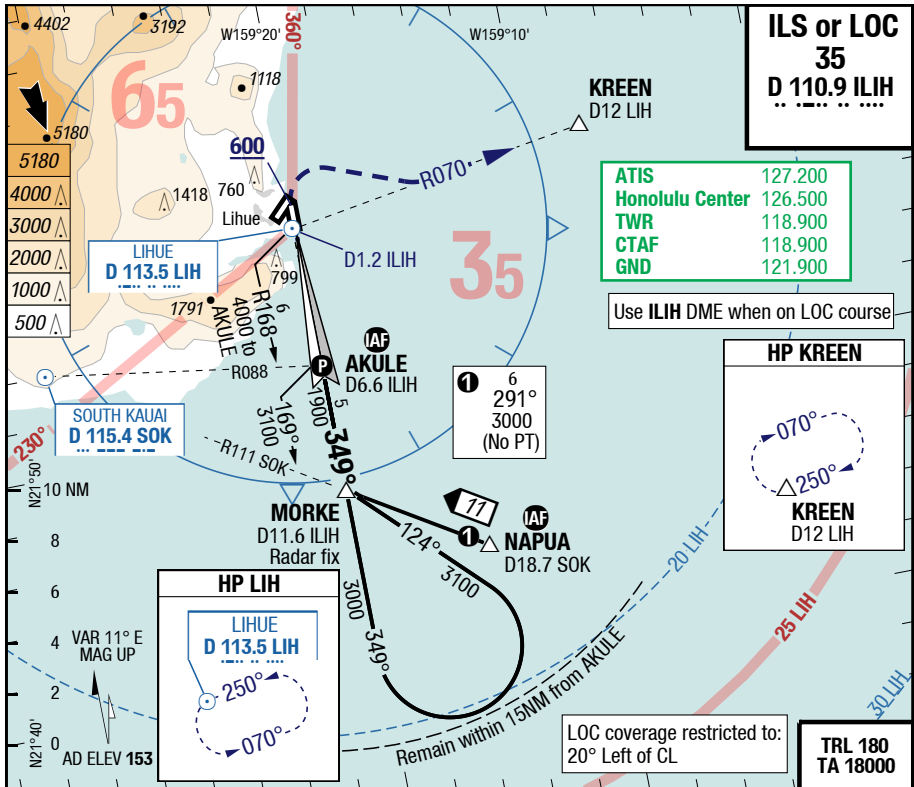 ILS or LOC
35
D 110.9 ILIH
4402
3192
W159°20'
360°
W159°10'
1118
KREEN
D12 LIH
65
5180
5180
4000
3000
2000
1000
500
600
760
1418
Lihue
R070
ATIS 127.200
Honolulu Center 126.500
TWR 118.900
CTAF 118.900
GND 121.900
LIHUE
D 113.5 LIH
D1.2 ILIH
799
35
1791
6
R168
4000 to
AKULE
Use ILIH DME when on LOC course
IAF
AKULE
D6.6 ILIH
P
R088
HP KREEN
070°
250°
KREEN
D12 LIH
1
6
291°
3000
(No PT)
SOUTH KAUAI
D 115.4 SOK
5
1900
169°
3100
349°
230°
R111 SOK
N21°50'
10 NM
MORKE
D11.6 ILIH
Radar fix
11
IAF
1
NAPUA
D18.7 SOK
124°
3100
20 LIH
8
6
4
2
0
HP LIH
LIHUE
D 113.5 LIH
250°
070°
3000
349°
25 LIH
VAR 11° E
MAG UP
Remain within 15NM from AKULE
30 LIH
N21°40'
AD ELEV 153
LOC coverage restricted to:
20° Left of CL
TRL 180
TA 18000